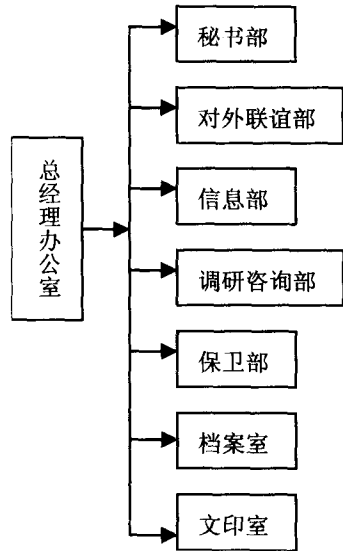 总经理办公室
秘书部
对外联谊部
信息部
调研咨询部
保卫部
档案室
文印室